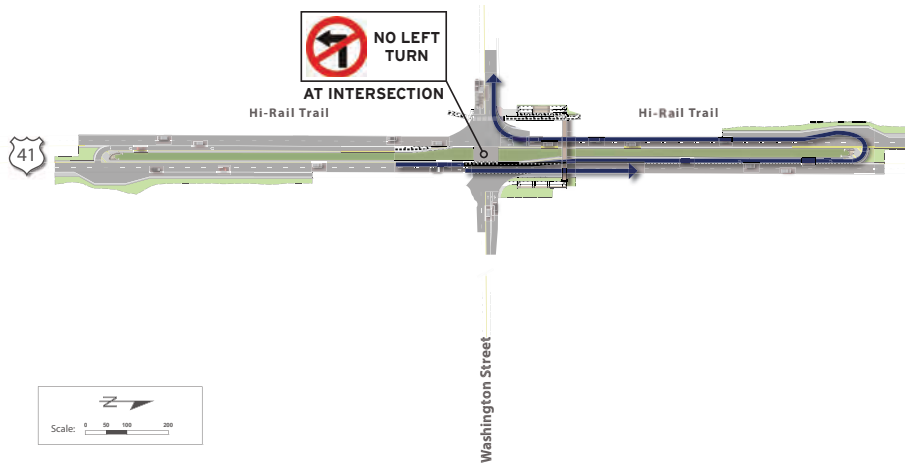 NO LEFT
TURN
AT INTERSECTION
Hi-Rail Trail
Hi-Rail Trail
41
Washington Street
N
Scale: 0 50 100 200